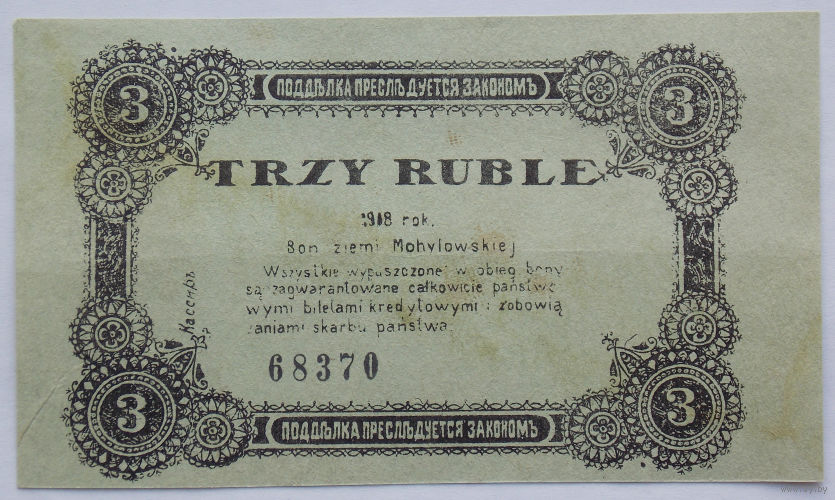 3 ПОДДѢЛКА ПРЕСЛѢДУЕТСЯ ЗАКОНОМЪ 3
TRZY RUBLE
1918 rok.
Bon ziemi Mohylowskiej
Wszystkie wypuszczone w obieg bony
są zagwarantowane całkowicie państwo
wymi biletami kredytowymi i zobowią
zaniami skarbu państwa.
Кассиръ
68370
3 ПОДДѢЛКА ПРЕСЛѢДУЕТСЯ ЗАКОНОМЪ 3